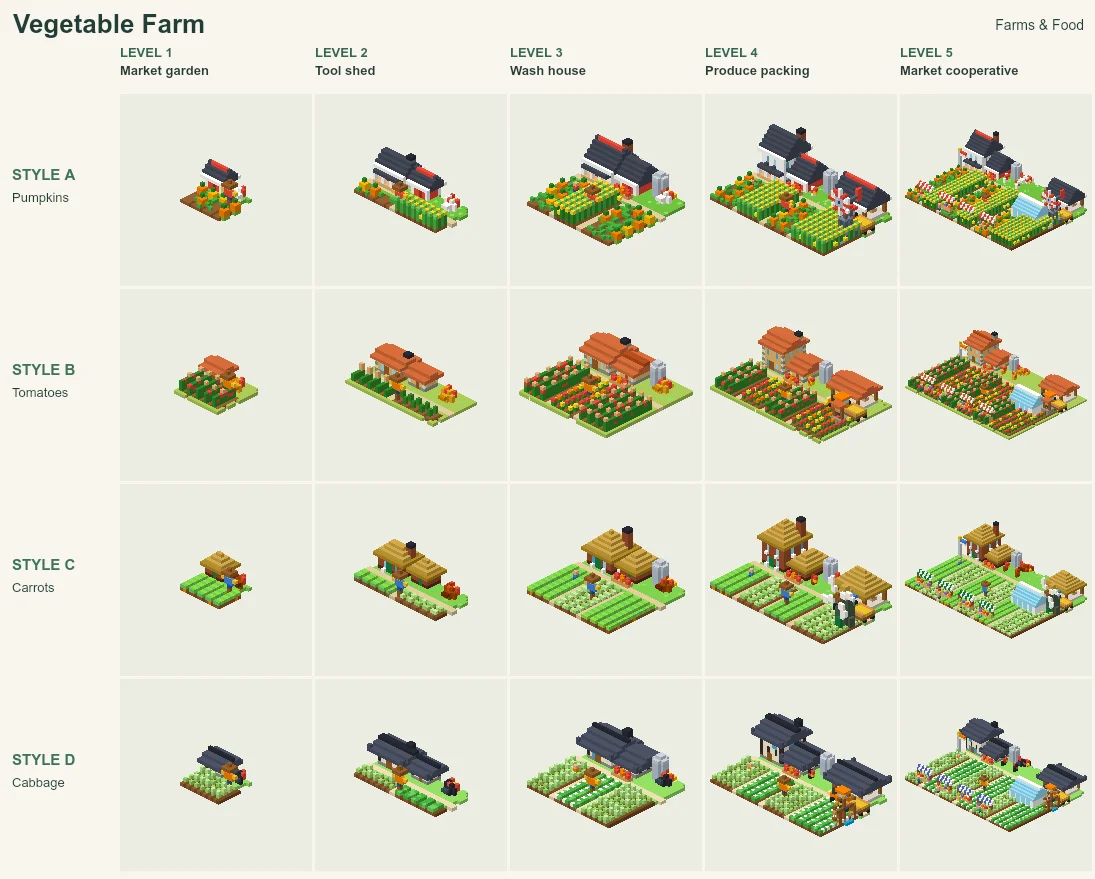 Vegetable Farm
Farms & Food
LEVEL 1
Market garden
LEVEL 2
Tool shed
LEVEL 3
Wash house
LEVEL 4
Produce packing
LEVEL 5
Market cooperative
STYLE A
Pumpkins
STYLE B
Tomatoes
STYLE C
Carrots
STYLE D
Cabbage